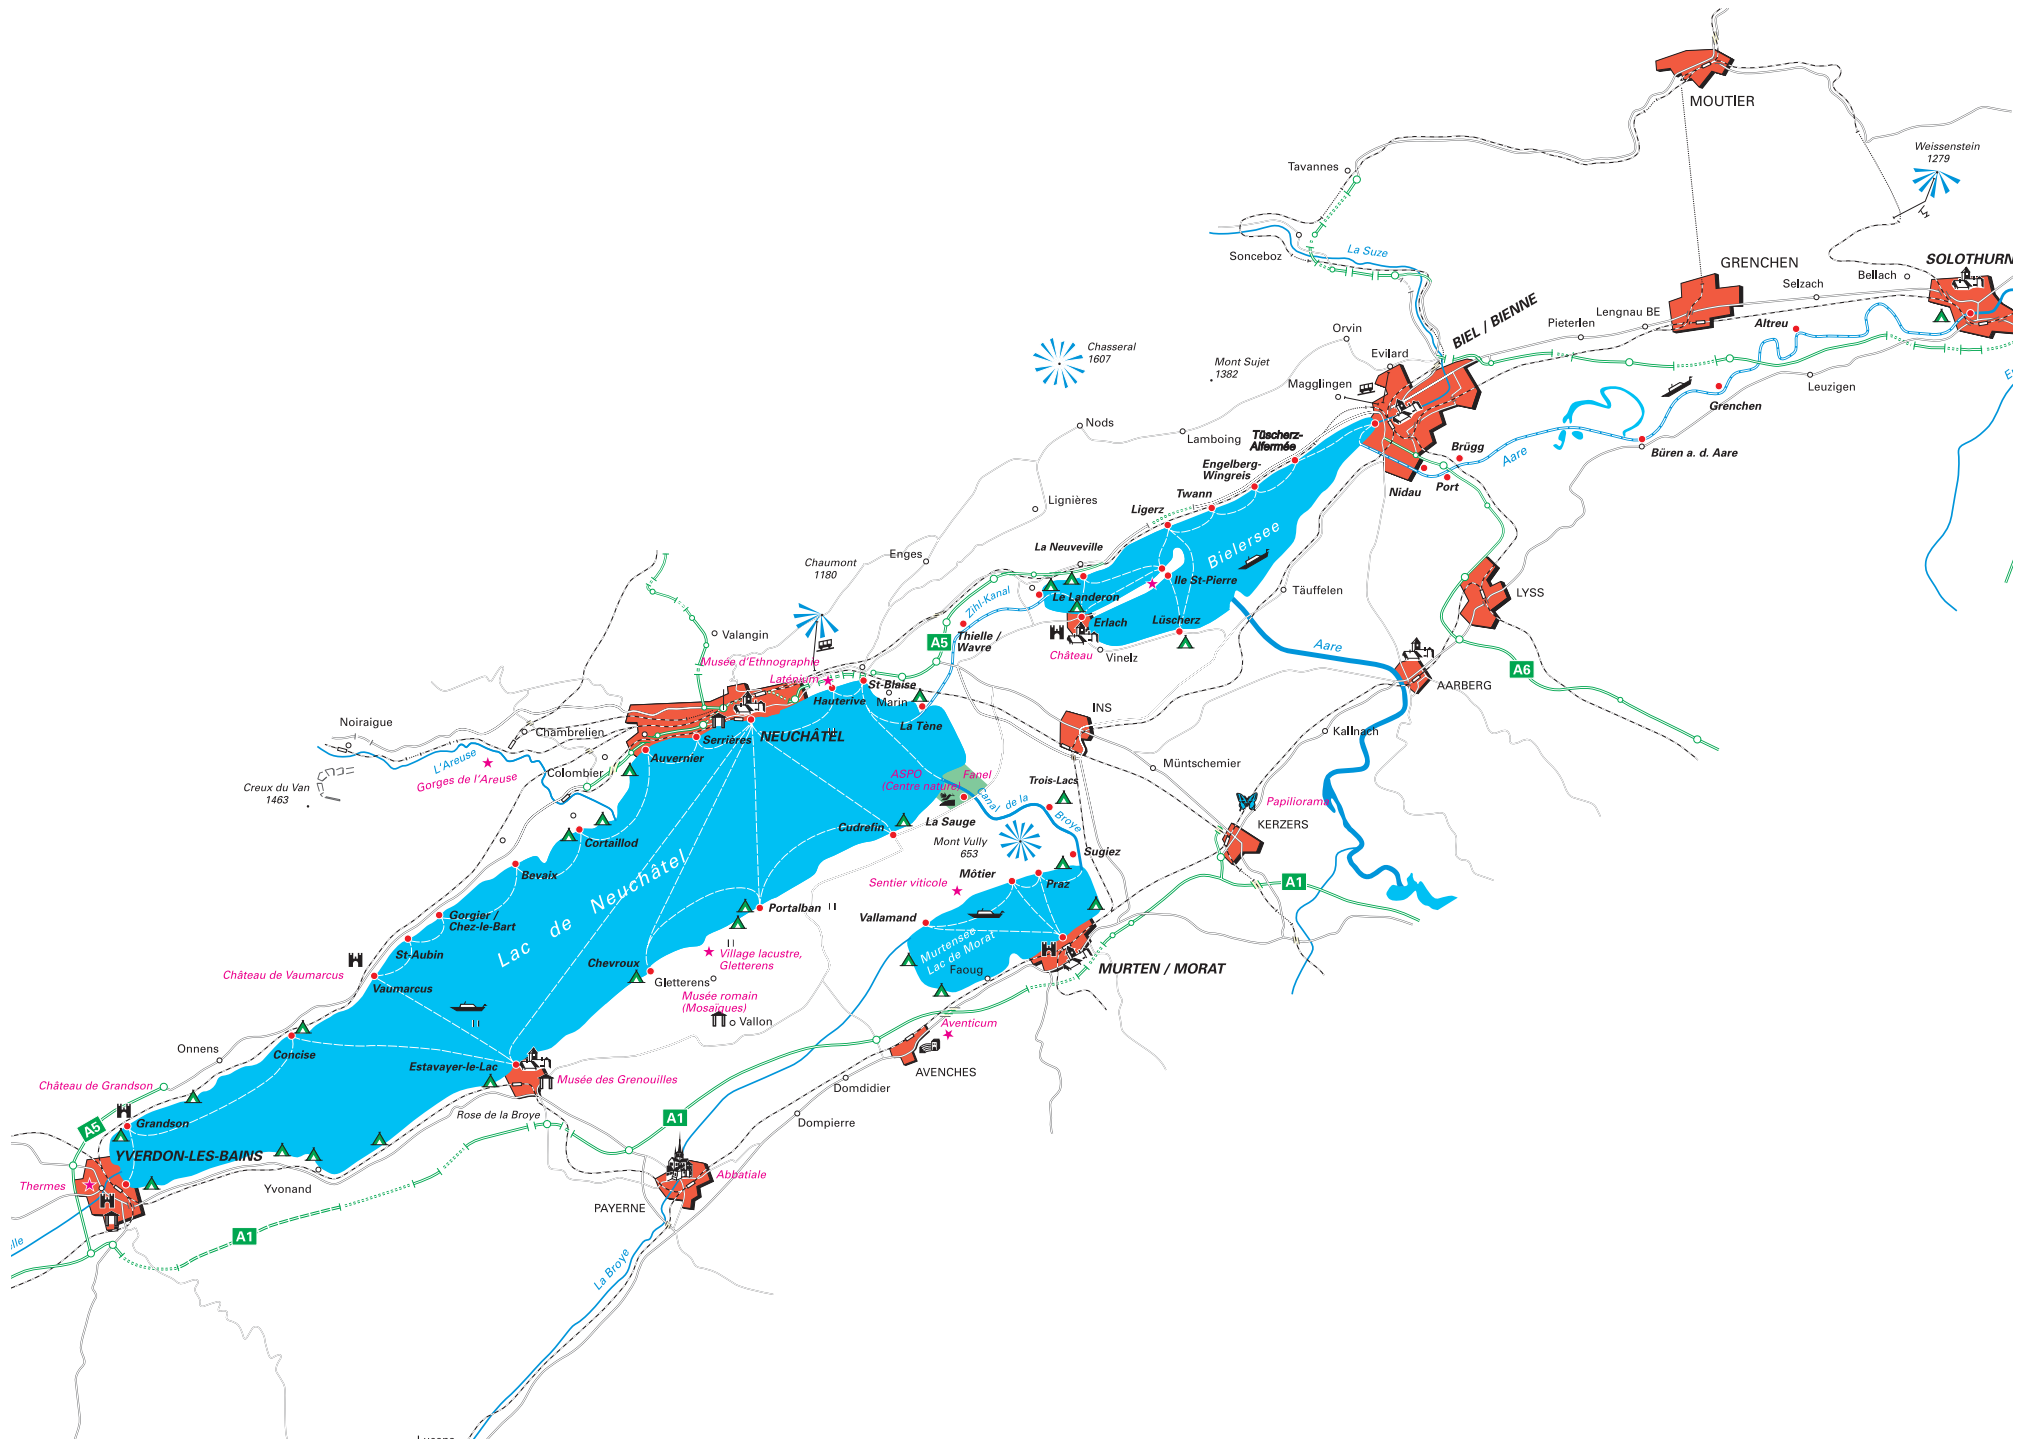 MOUTIER
Weissenstein
1279
Tavannes
La Suze
Sonceboz
GRENCHEN
SOLOTHURN
Bellach
Selzach
Lengnau BE
Pieterlen
Altreu
BIEL / BIENNE
Orvin
Evilard
Magglingen
Mont Sujet
1382
Chasseral
1607
Leuzigen
Grenchen
Nods
Lamboing
Tüscherz-
Alfermée
Brügg
Aare
Büren a. d. Aare
Engelberg-
Wingreis
Nidau
Port
Twann
Ligerz
Lignières
Bielersee
La Neuveville
Enges
Chaumont
1180
Ile St-Pierre
Zihl-Kanal
Le Landeron
Täuffelen
LYSS
Erlach
Lüscherz
Valangin
Thielle /
Wavre
A5
Château
Vinelz
Aare
A6
Musée d'Ethnographie
Laténium
St-Blaise
Hauterive
Marin
La Tène
AARBERG
INS
Noiraigue
Chambrelien
Serrières
NEUCHÂTEL
Kallnach
L'Areuse
Auvernier
Colombier
Gorges de l'Areuse
ASPO
(Centre nature)
Fanel
Trois-Lacs
Müntschemier
Creux du Van
1463
Canal de la
Broye
Papiliorama
La Sauge
KERZERS
Cudrefin
Cortaillod
Mont Vully
653
Sugiez
Bevaix
Lac de Neuchâtel
Môtier
Praz
Sentier viticole
A1
Gorgier /
Chez-le-Bart
Portalban
Vallamand
St-Aubin
Murtensee
Lac de Morat
Village lacustre,
Gletterens
Chevroux
Faoug
MURTEN / MORAT
Château de Vaumarcus
Vaumarcus
Gletterens
Musée romain
(Mosaïques)
Vallon
Aventicum
Onnens
Concise
Estavayer-le-Lac
AVENCHES
Château de Grandson
Musée des Grenouilles
Domdidier
Rose de la Broye
A1
Dompierre
Grandson
A5
YVERDON-LES-BAINS
Thermes
Yvonand
Abbatiale
PAYERNE
A1
La Broye